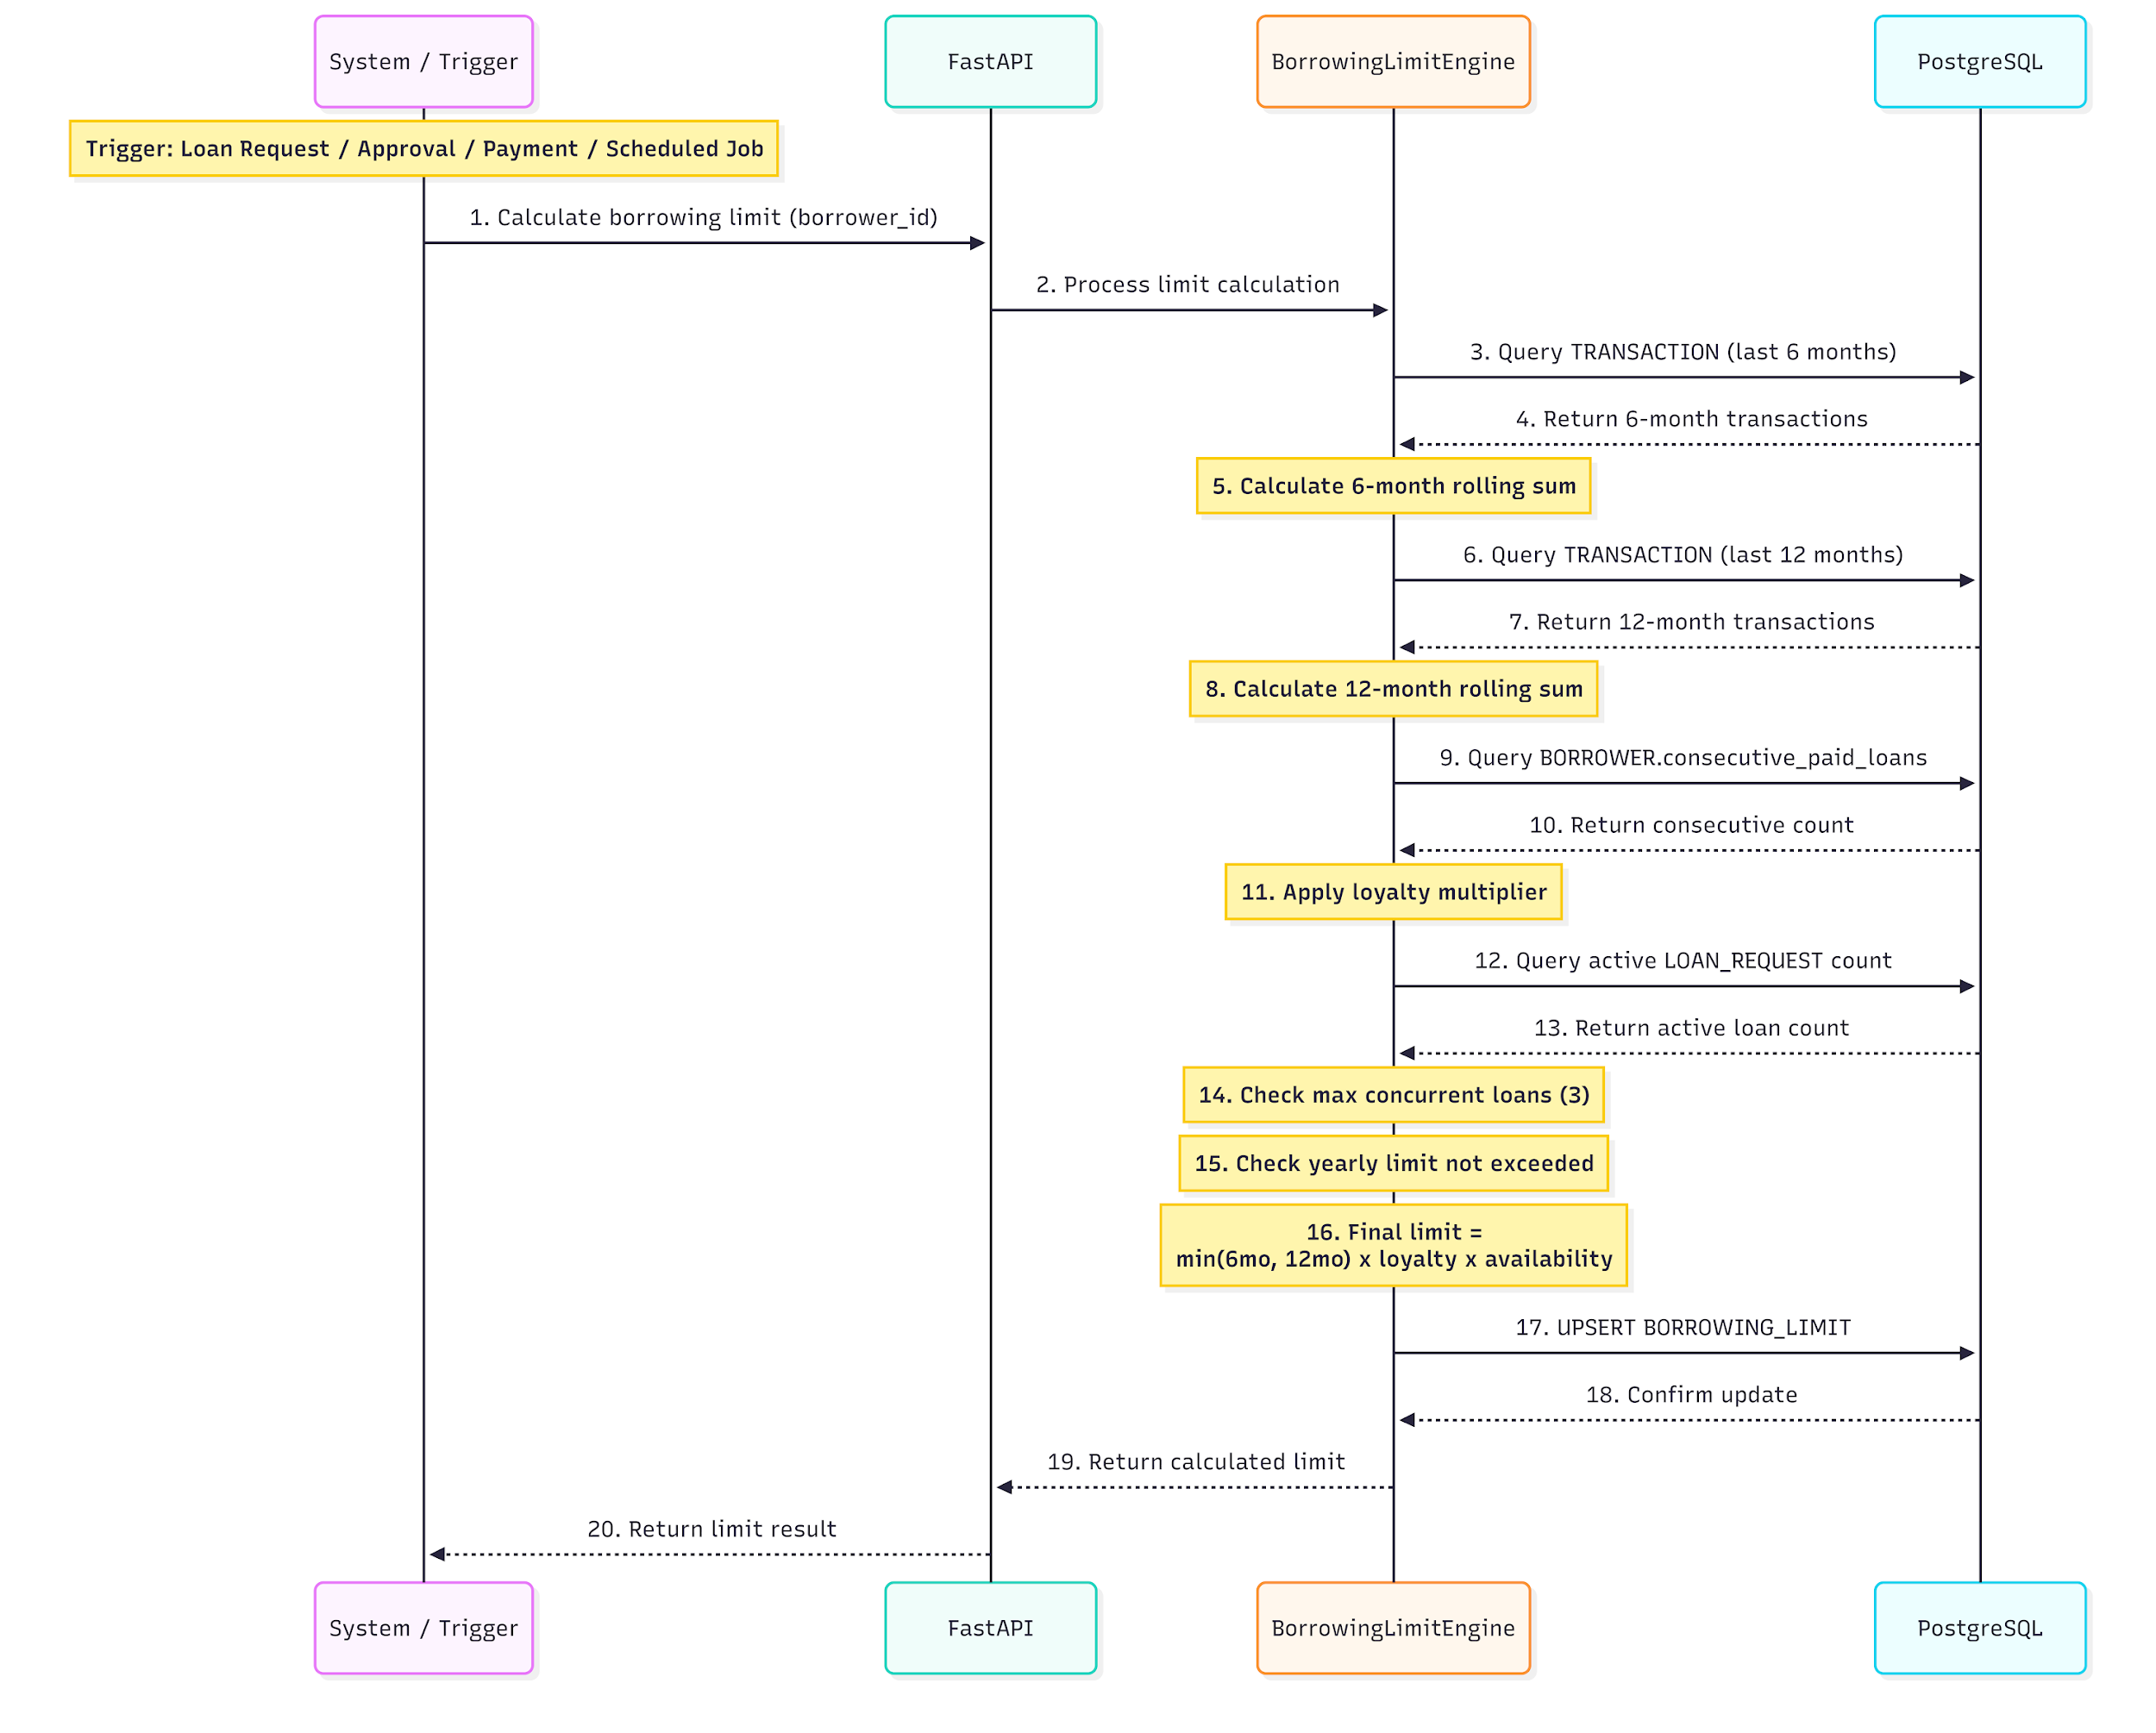 System / Trigger
FastAPI
BorrowingLimitEngine
PostgreSQL
Trigger: Loan Request / Approval / Payment / Scheduled Job
1. Calculate borrowing limit (borrower_id)
2. Process limit calculation
3. Query TRANSACTION (last 6 months)
4. Return 6-month transactions
5. Calculate 6-month rolling sum
6. Query TRANSACTION (last 12 months)
7. Return 12-month transactions
8. Calculate 12-month rolling sum
9. Query BORROWER.consecutive_paid_loans
10. Return consecutive count
11. Apply loyalty multiplier
12. Query active LOAN_REQUEST count
13. Return active loan count
14. Check max concurrent loans (3)
15. Check yearly limit not exceeded
16. Final limit =
min(6mo, 12mo) x loyalty x availability
17. UPSERT BORROWING_LIMIT
18. Confirm update
19. Return calculated limit
20. Return limit result
System / Trigger
FastAPI
BorrowingLimitEngine
PostgreSQL